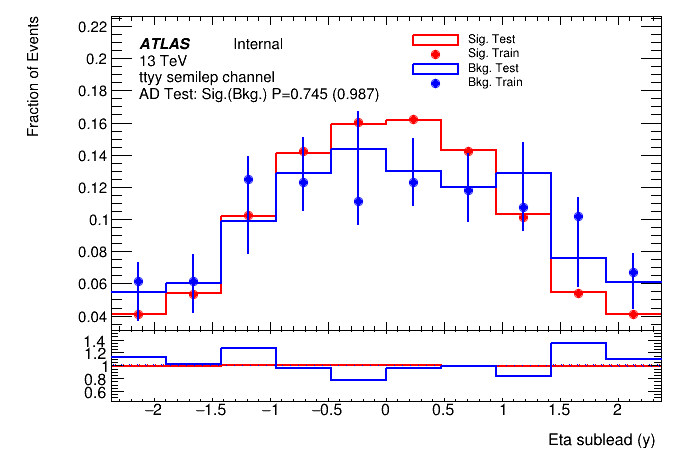 Fraction of Events
0.22
0.16
0.14
0.12
0.1
0.08
0.06
0.04
ATLAS Internal
13 TeV
ttyy semilep channel
AD Test: Sig.(Bkg.) P=0.745 (0.987)
Sig. Test
Sig. Train
Bkg. Test
Bkg. Train
0.2
0.18
1.4
1.2
1
0.8
0.6
−2 −1.5 −1 −0.5 0 0.5 1 1.5 2
Eta sublead (y)